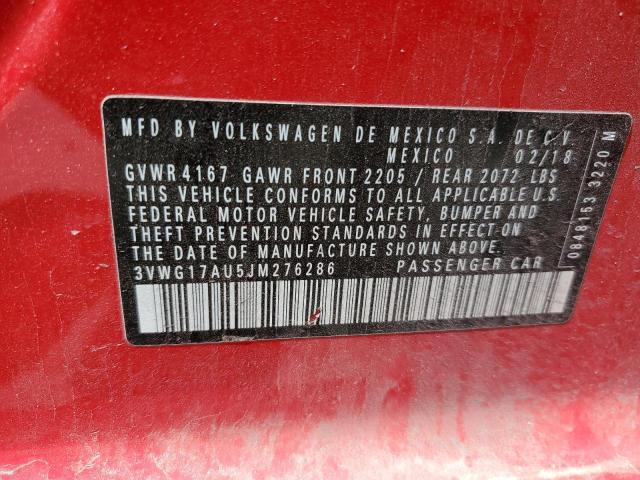 MFD BY VOLKSWAGEN DE MEXICO S.A. DE C.V.
MEXICO 02/18
GVWR 4167 GAWR FRONT 2205 / REAR 2072 LBS
THIS VEHICLE CONFORMS TO ALL APPLICABLE U.S.
FEDERAL MOTOR VEHICLE SAFETY, BUMPER AND
THEFT PREVENTION STANDARDS IN EFFECT ON
THE DATE OF MANUFACTURE SHOWN ABOVE.
3VWG17AU5JM276286 PASSENGER CAR
0848153 3220 M